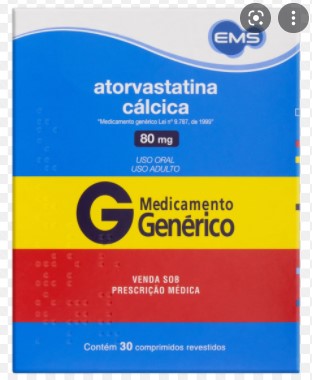 EMS
atorvastatina
cálcica
"Medicamento genérico Lei nº 9.787, de 1999"
80 mg
USO ORAL
USO ADULTO
G Medicamento
Genérico
VENDA SOB
PRESCRIÇÃO MÉDICA
Contém 30 comprimidos revestidos